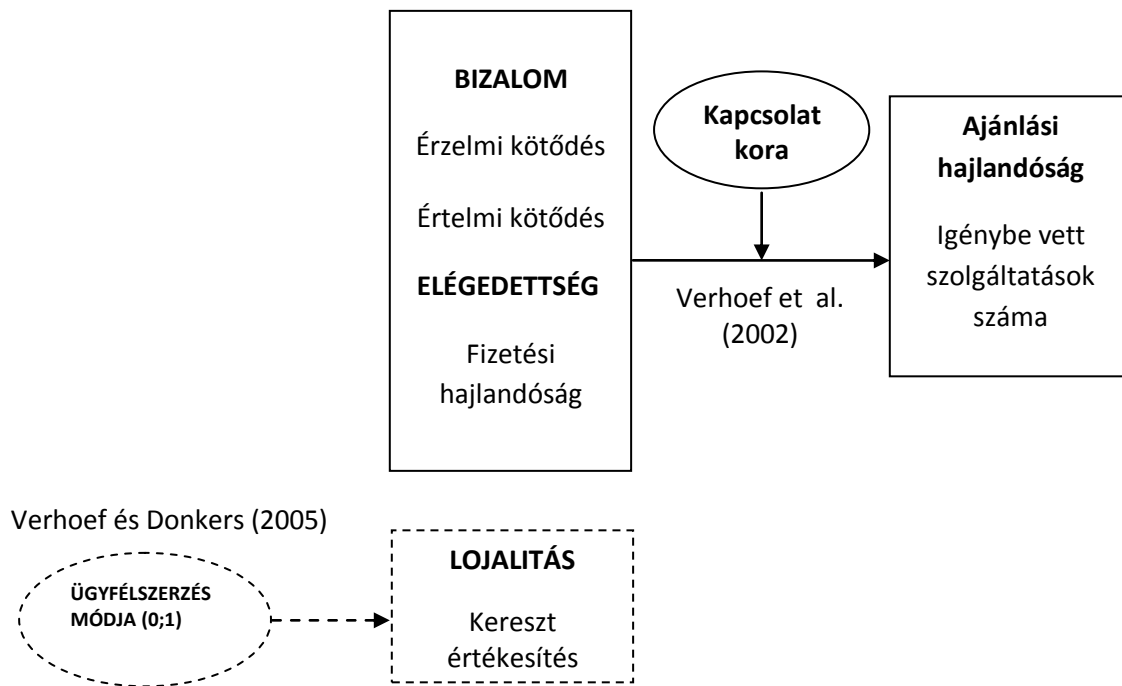 BIZALOM
Érzelmi kötődés
Értelmi kötődés
ELÉGEDETTSÉG
Fizetési
hajlandóság
Kapcsolat
kora
Verhoef et al.
(2002)
Ajánlási
hajlandóság
Igénybe vett
szolgáltatások
száma
Verhoef és Donkers (2005)
ÜGYFÉLSZERZÉS
MÓDJA (0;1)
LOJALITÁS
Kereszt
értékesítés